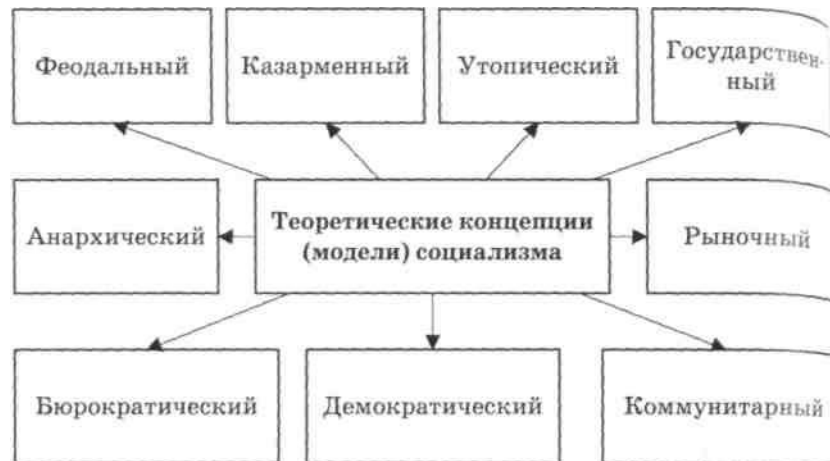 Феодальный
Казарменный
Утопический
Государствен-
ный
Анархический
Теоретические концепции
(модели) социализма
Рыночный
Бюрократический
Демократический
Коммунитарный